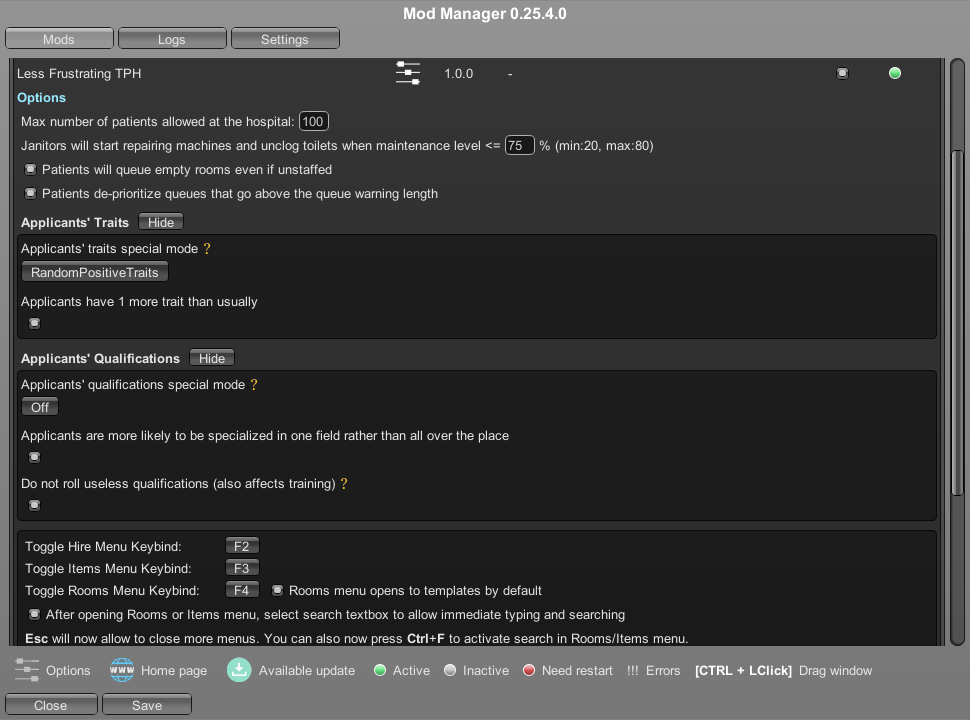 Mod Manager 0.25.4.0
Mods Logs Settings
Less Frustrating TPH 1.0.0 -
Options
Max number of patients allowed at the hospital: 100
Janitors will start repairing machines and unclog toilets when maintenance level <= 75 % (min:20, max:80)
Patients will queue empty rooms even if unstaffed
Patients de-prioritize queues that go above the queue warning length
Applicants' Traits Hide
Applicants' traits special mode ?
RandomPositiveTraits
Applicants have 1 more trait than usually
Applicants' Qualifications Hide
Applicants' qualifications special mode ?
Off
Applicants are more likely to be specialized in one field rather than all over the place
Do not roll useless qualifications (also affects training) ?
Toggle Hire Menu Keybind: F2
Toggle Items Menu Keybind: F3
Toggle Rooms Menu Keybind: F4 Rooms menu opens to templates by default
After opening Rooms or Items menu, select search textbox to allow immediate typing and searching
Esc will now allow to close more menus. You can also now press Ctrl+F to activate search in Rooms/Items menu.
Options www Home page Available update Active Inactive Need restart !!! Errors [CTRL + LClick] Drag window
Close Save